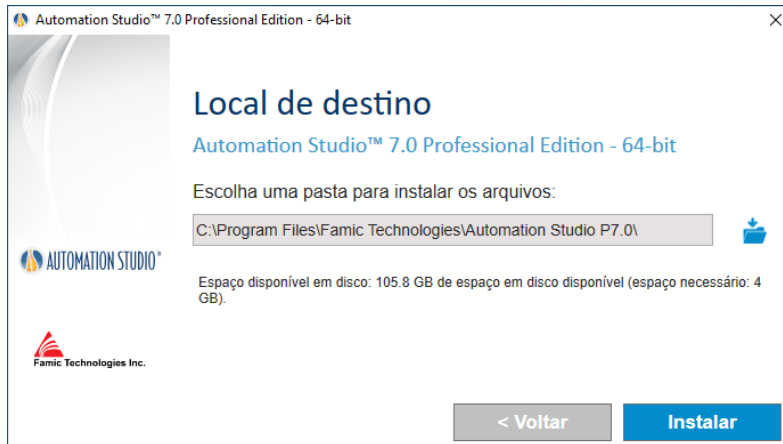 Automation Studio™ 7.0 Professional Edition - 64-bit
Local de destino
Automation Studio™ 7.0 Professional Edition - 64-bit
Escolha uma pasta para instalar os arquivos:
C:\Program Files\Famic Technologies\Automation Studio P7.0\
AUTOMATION STUDIO™
Espaço disponível em disco: 105.8 GB de espaço em disco disponível (espaço necessário: 4
GB).
Famic Technologies Inc.
< Voltar
Instalar